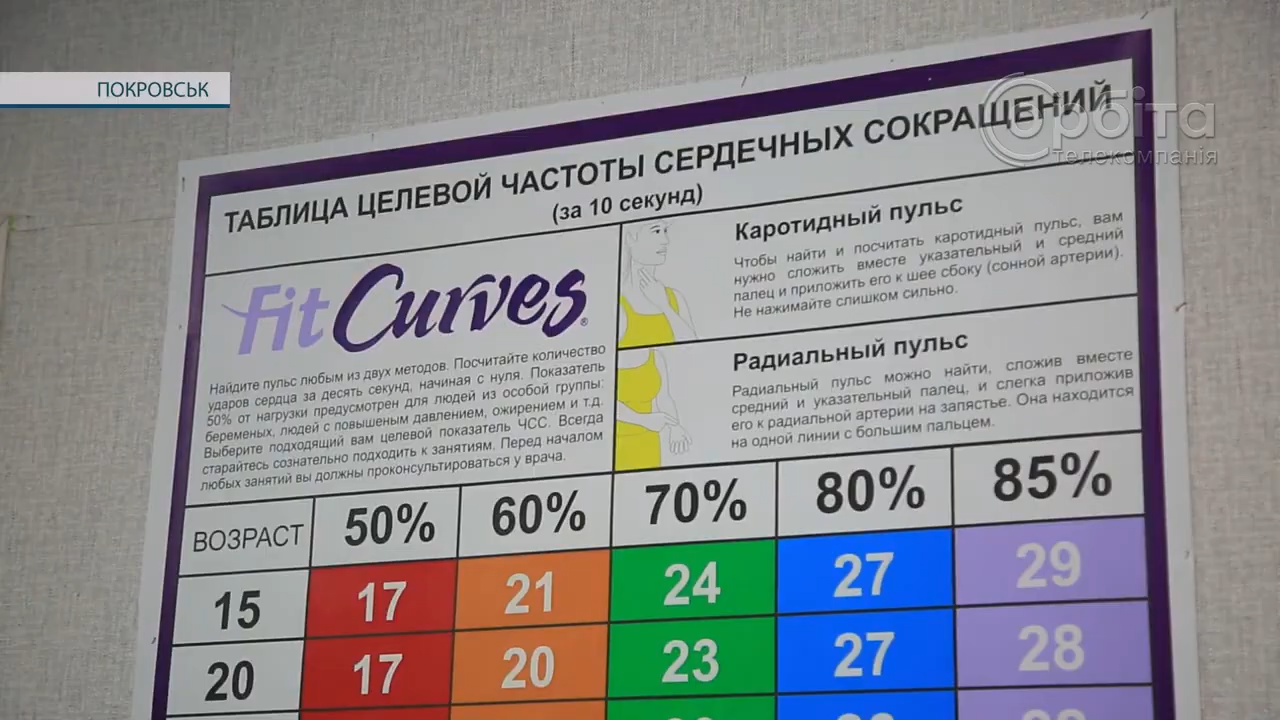 ПОКРОВСЬК
Орбіта
телекомпанія
ТАБЛИЦА ЦЕЛЕВОЙ ЧАСТОТЫ СЕРДЕЧНЫХ СОКРАЩЕНИЙ
(за 10 секунд)
FitCurves®
Найдите пульс любым из двух методов. Посчитайте количество
ударов сердца за десять секунд, начиная с нуля. Показатель
50% от нагрузки предусмотрен для людей из особой группы:
беременых, людей с повышеным давлением, ожирением и т.д.
Выберите подходящий вам целевой показатель ЧСС. Всегда
старайтесь сознательно подходить к занятиям. Перед началом
любых занятий вы должны проконсультироваться у врача.
Каротидный пульс
Чтобы найти и посчитать каротидный пульс, вам
нужно сложить вместе указательный и средний
палец и приложить его к шее сбоку (сонной артерии).
Не нажимайте слишком сильно.
Радиальный пульс
Радиальный пульс можно найти, сложив вместе
средний и указательный палец, и слегка приложив
его к радиальной артерии на запястье. Она находится
на одной линии с большим пальцем.
ВОЗРАСТ 50% 60% 70% 80% 85%
15 17 21 24 27 29
20 17 20 23 27 28